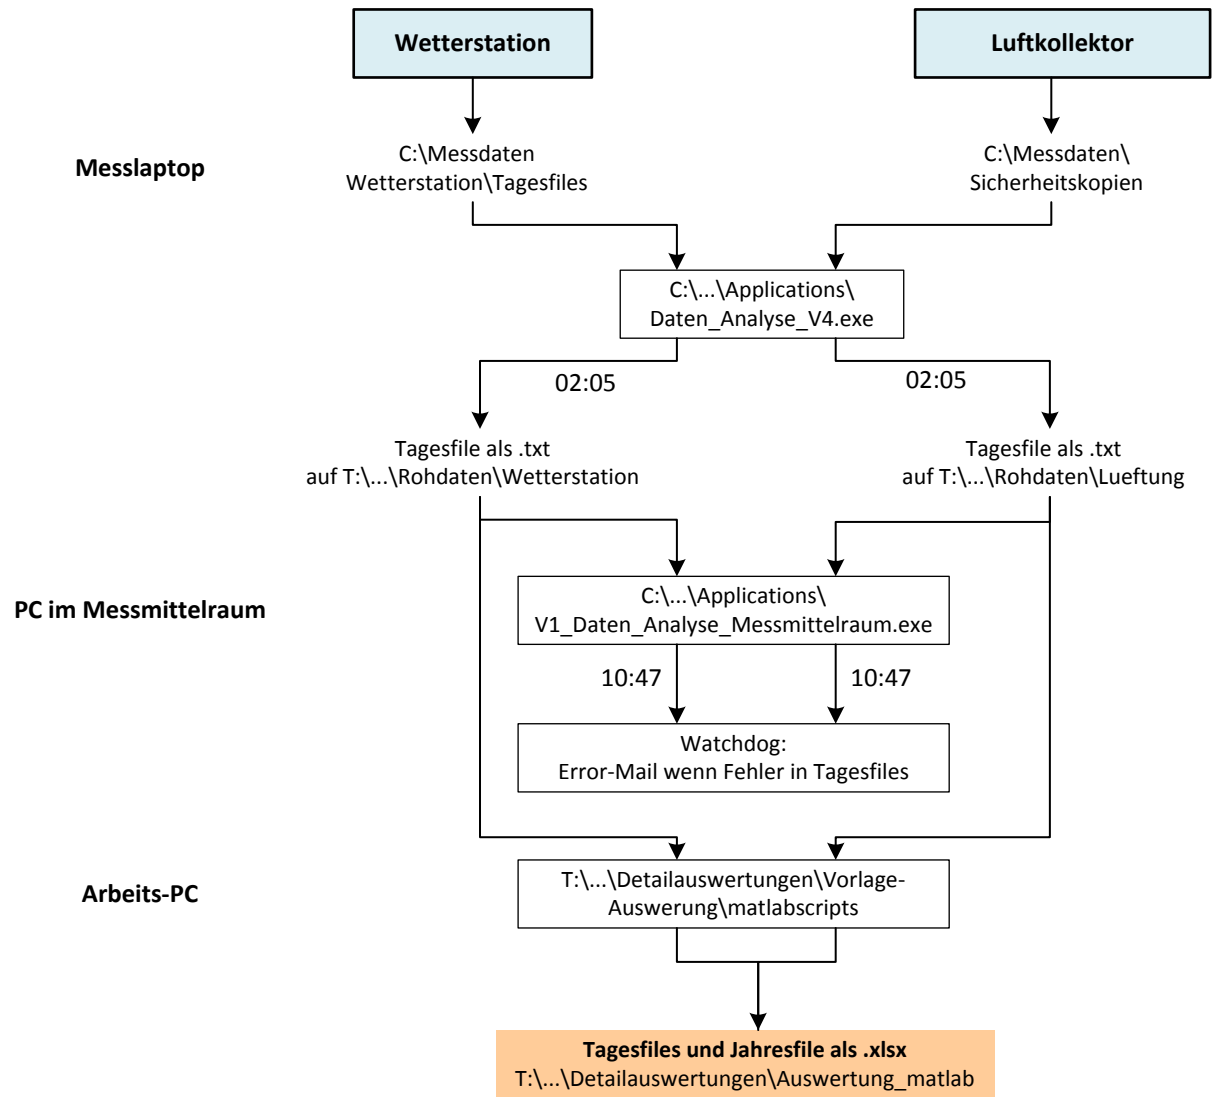 Wetterstation
Luftkollektor
Messlaptop
C:\Messdaten
Wetterstation\Tagesfiles
C:\Messdaten\
Sicherheitskopien
C:\...\Applications\
Daten_Analyse_V4.exe
02:05
02:05
Tagesfile als .txt
auf T:\...\Rohdaten\Wetterstation
Tagesfile als .txt
auf T:\...\Rohdaten\Lueftung
PC im Messmittelraum
C:\...\Applications\
V1_Daten_Analyse_Messmittelraum.exe
10:47
10:47
Watchdog:
Error-Mail wenn Fehler in Tagesfiles
Arbeits-PC
T:\...\Detailauswertungen\Vorlage-
Auswerung\matlabscripts
Tagesfiles und Jahresfile als .xlsx
T:\...\Detailauswertungen\Auswertung_matlab